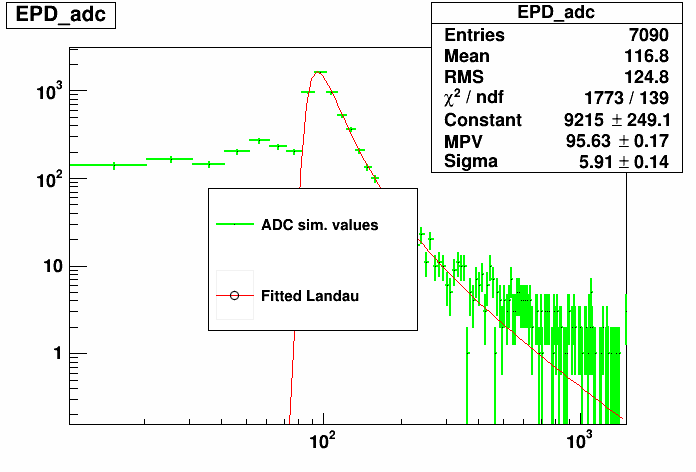 EPD_adc
EPD_adc
Entries 7090
Mean 116.8
RMS 124.8
χ² / ndf 1773 / 139
Constant 9215 ± 249.1
MPV 95.63 ± 0.17
Sigma 5.91 ± 0.14
10³
10²
10
1
ADC sim. values
Fitted Landau
10² 10³